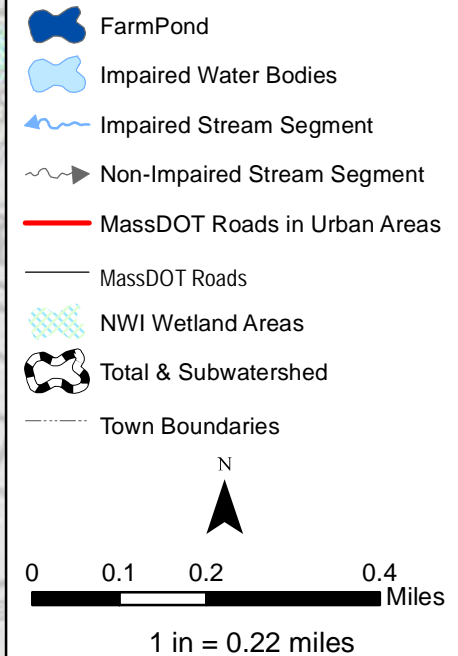 FarmPond
Impaired Water Bodies
Impaired Stream Segment
Non-Impaired Stream Segment
MassDOT Roads in Urban Areas
MassDOT Roads
NWI Wetland Areas
Total & Subwatershed
Town Boundaries
N
0 0.1 0.2 0.4
Miles
1 in = 0.22 miles